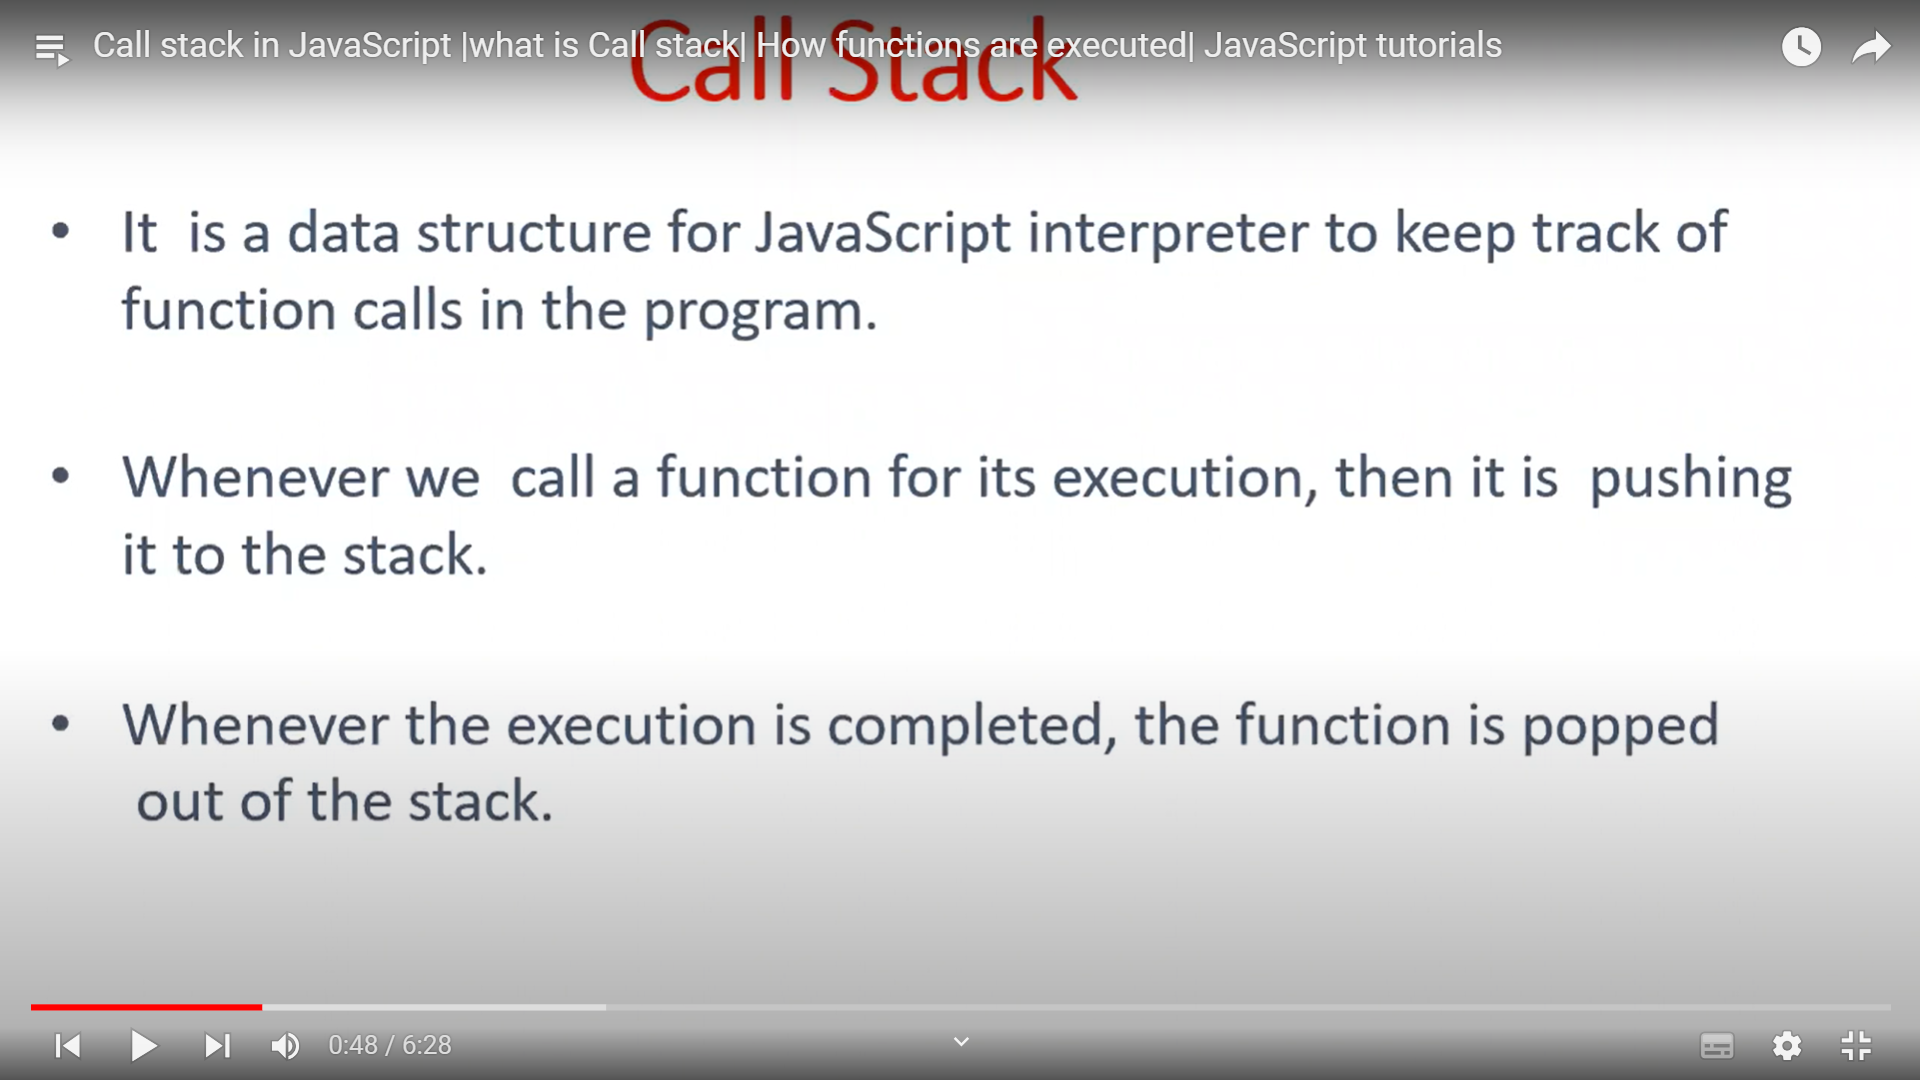 Call stack in JavaScript |what is Call stack| How functions are executed| JavaScript tutorials
Call Stack
• It is a data structure for JavaScript interpreter to keep track of
function calls in the program.
• Whenever we call a function for its execution, then it is pushing
it to the stack.
• Whenever the execution is completed, the function is popped
out of the stack.
0:48 / 6:28